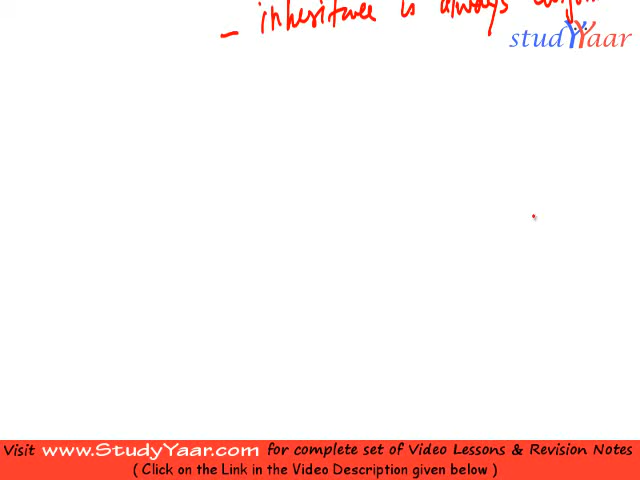 – inheritance is always
studYYaar
Visit www.StudyYaar.com for complete set of Video Lessons & Revision Notes
( Click on the Link in the Video Description given below )